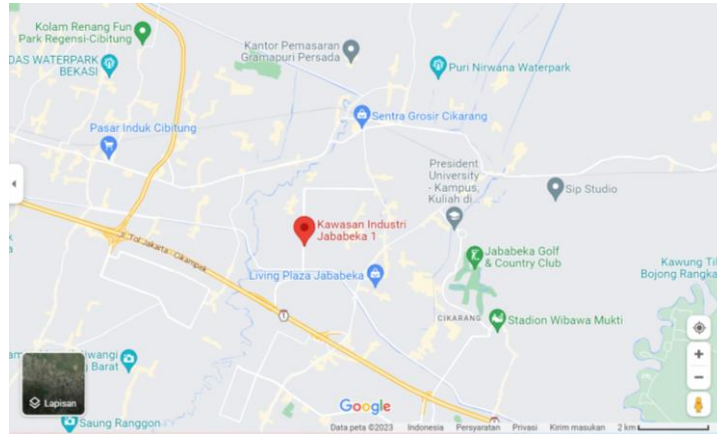 Kolam Renang Fun
Park Regensi-Cibitung
DAS WATERPARK
BEKASI
Kantor Pemasaran
Gramapuri Persada
Puri Nirwana Waterpark
Sentra Grosir Cikarang
Pasar Induk Cibitung
President
University
- Kampus,
Kuliah di
Sip Studio
Kawasan Industri
Jababeka 1
Jl. Tol Jakarta - Cikampek
Jababeka Golf
& Country Club
Kawung Til
Bojong Rangka
Living Plaza Jababeka
CIKARANG
Stadion Wibawa Mukti
Barat
Lapisan
Saung Ranggon
Google
Data peta ©2023 Indonesia Persyaratan Privasi Kirim masukan 2 km